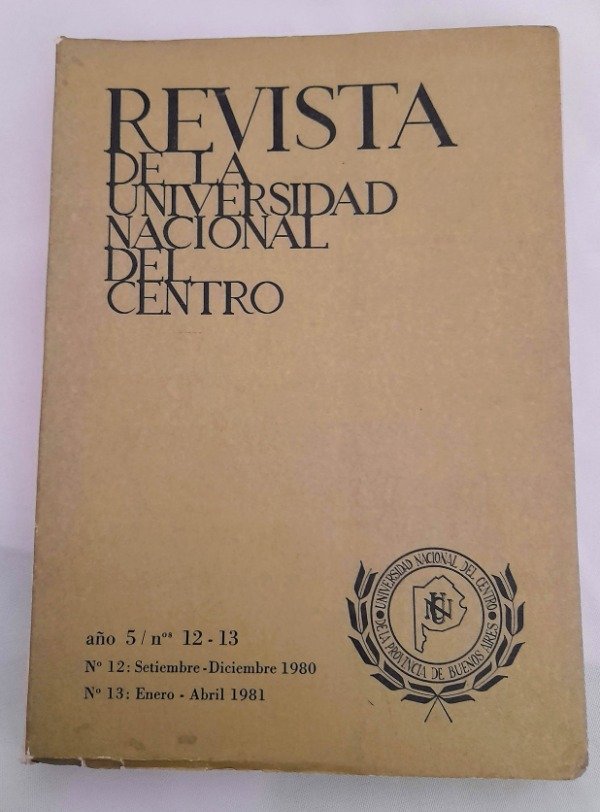 REVISTA
DE LA
UNIVERSIDAD
NACIONAL
DEL
CENTRO
año 5 / nos 12 - 13
Nº 12: Setiembre - Diciembre 1980
Nº 13: Enero - Abril 1981
UNIVERSIDAD NACIONAL DEL CENTRO
DE LA PROVINCIA DE BUENOS AIRES